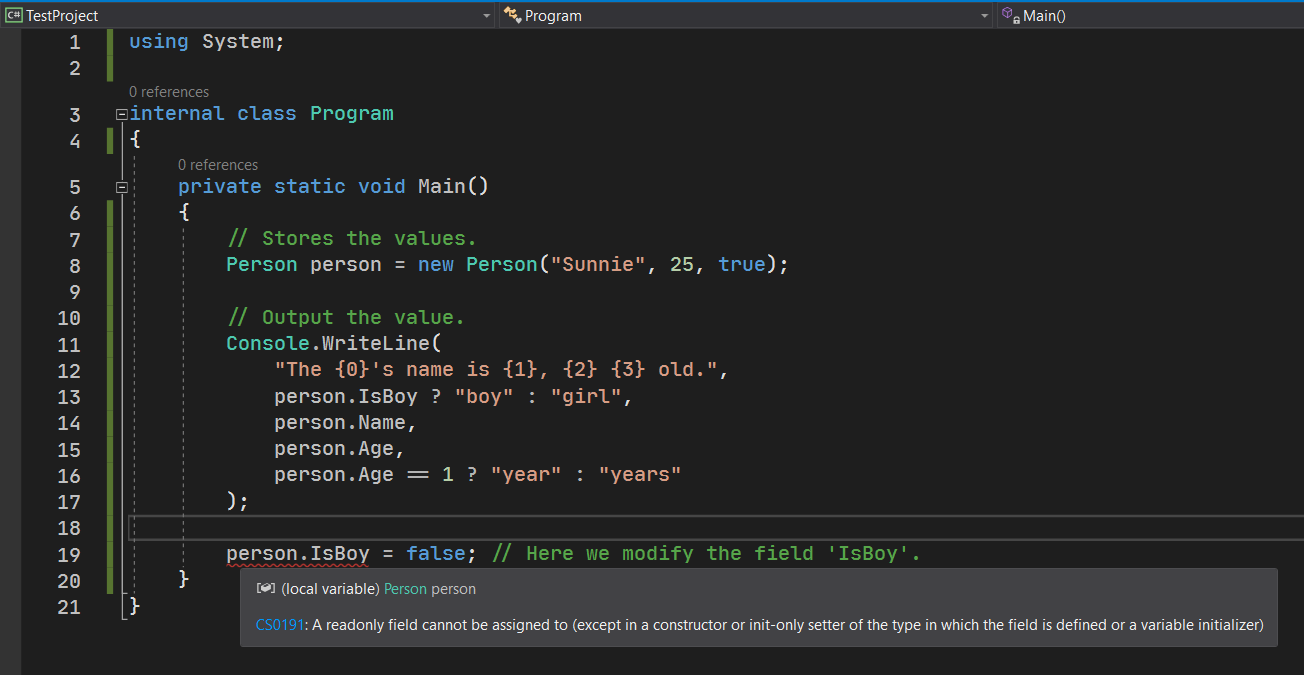 C# TestProject Program Main()
1 using System;
2
0 references
3 internal class Program
4 {
0 references
5 private static void Main()
6 {
7 // Stores the values.
8 Person person = new Person("Sunnie", 25, true);
9
10 // Output the value.
11 Console.WriteLine(
12 "The {0}'s name is {1}, {2} {3} old.",
13 person.IsBoy ? "boy" : "girl",
14 person.Name,
15 person.Age,
16 person.Age == 1 ? "year" : "years"
17 );
18
19 person.IsBoy = false; // Here we modify the field 'IsBoy'.
20 }
(local variable) Person person
21 }
CS0191: A readonly field cannot be assigned to (except in a constructor or init-only setter of the type in which the field is defined or a variable initializer)